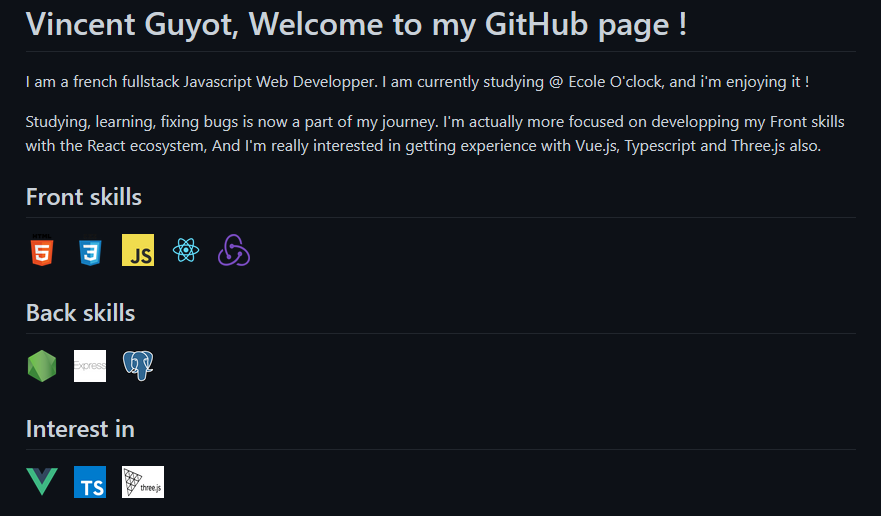 Vincent Guyot, Welcome to my GitHub page !
I am a french fullstack Javascript Web Developper. I am currently studying @ Ecole O'clock, and i'm enjoying it !
Studying, learning, fixing bugs is now a part of my journey. I'm actually more focused on developping my Front skills
with the React ecosystem, And I'm really interested in getting experience with Vue.js, Typescript and Three.js also.
Front skills
HTML 5 3 JS
Back skills
Express
Interest in
TS three.js